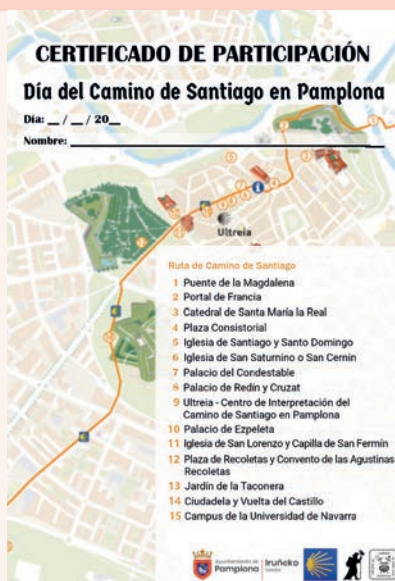 CERTIFICADO DE PARTICIPACIÓN
Día del Camino de Santiago en Pamplona
Día: __ / __ / 20__
Nombre: ____________________
Ultreia
Ruta de Camino de Santiago
1 Puente de la Magdalena
2 Portal de Francia
3 Catedral de Santa María la Real
4 Plaza Consistorial
5 Iglesia de Santiago y Santo Domingo
6 Iglesia de San Saturnino o San Cernin
7 Palacio del Condestable
8 Palacio de Redín y Cruzat
9 Ultreia - Centro de Interpretación del
Camino de Santiago en Pamplona
10 Palacio de Ezpeleta
11 Iglesia de San Lorenzo y Capilla de San Fermín
12 Plaza de Recoletas y Convento de las Agustinas
Recoletas
13 Jardín de la Taconera
14 Ciudadela y Vuelta del Castillo
15 Campus de la Universidad de Navarra
Ayuntamiento de
Pamplona Iruñeko